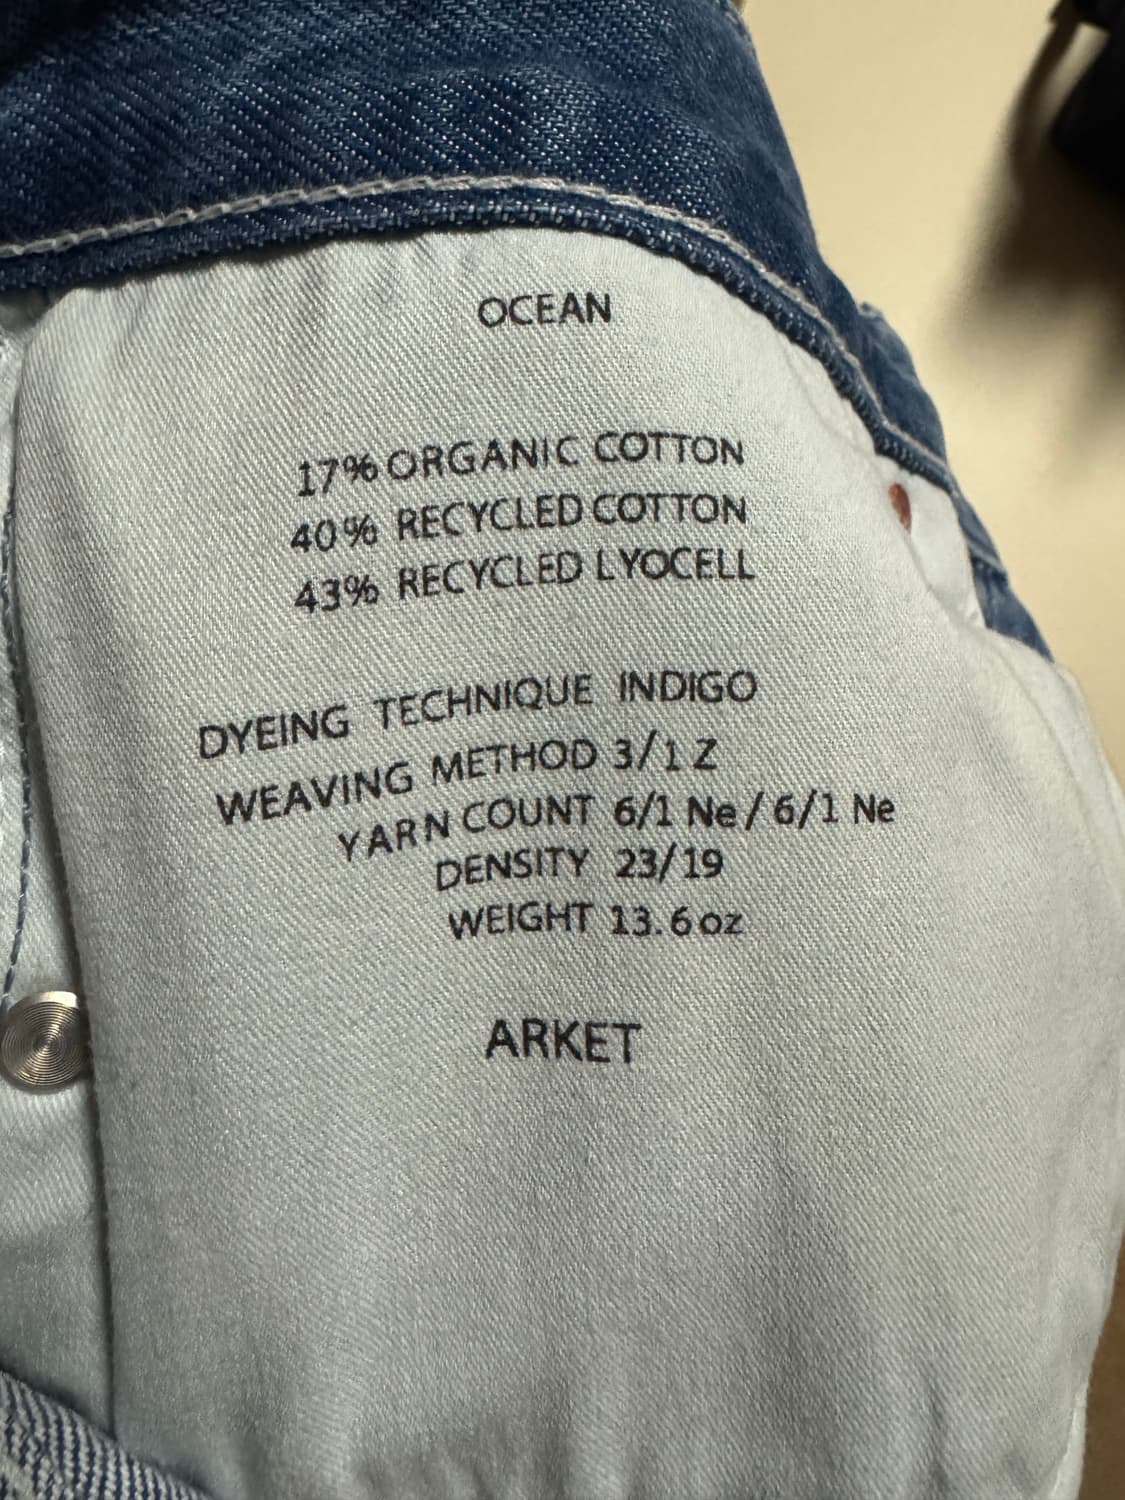 OCEAN
17% ORGANIC COTTON
40% RECYCLED COTTON
43% RECYCLED LYOCELL
DYEING TECHNIQUE INDIGO
WEAVING METHOD 3/1 Z
YARN COUNT 6/1 Ne / 6/1 Ne
DENSITY 23/19
WEIGHT 13.6 oz
ARKET